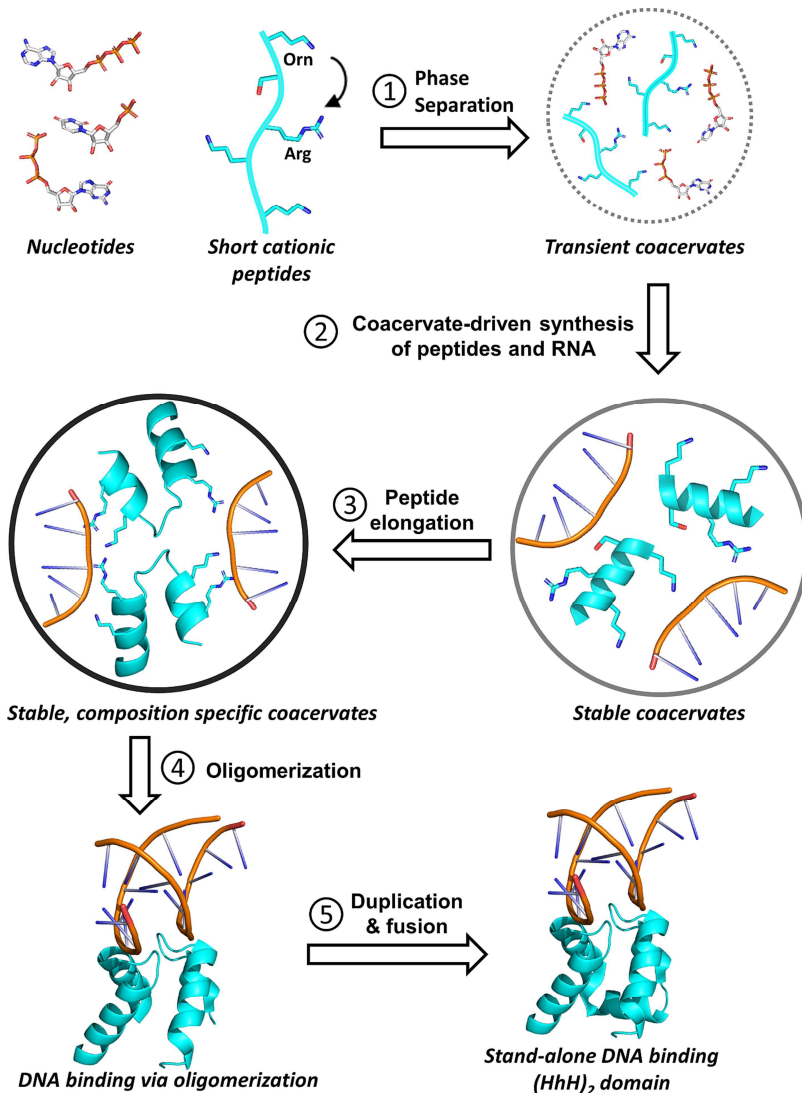 Orn
Arg
Nucleotides
Short cationic
peptides
① Phase
Separation
Transient coacervates
② Coacervate-driven synthesis
of peptides and RNA
③ Peptide
elongation
Stable, composition specific coacervates
Stable coacervates
④ Oligomerization
⑤ Duplication
& fusion
DNA binding via oligomerization
Stand-alone DNA binding
(HhH)₂ domain